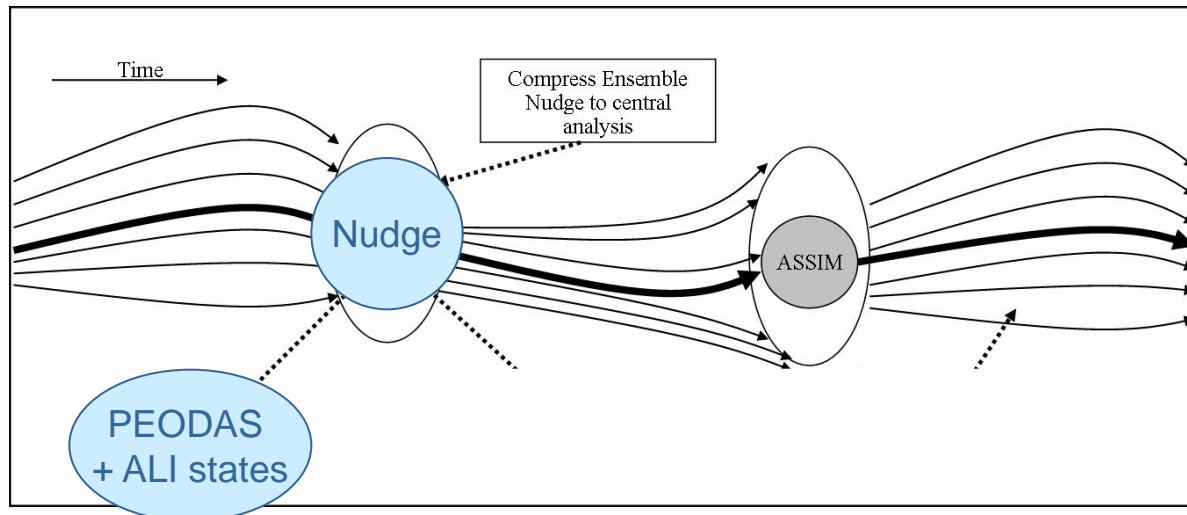 Time
Compress Ensemble
Nudge to central
analysis
Nudge
ASSIM
PEODAS
+ ALI states